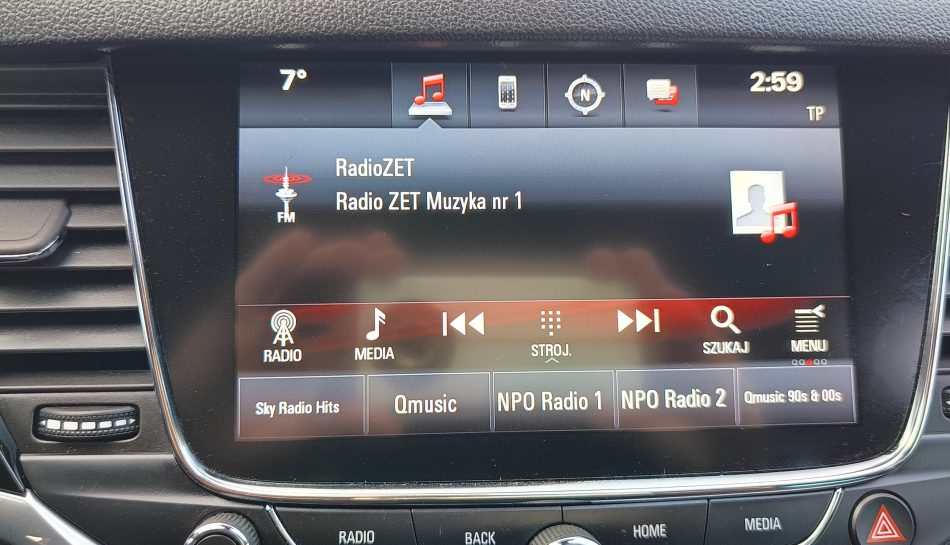 7°
N
2:59
TP
RadioZET
Radio ZET Muzyka nr 1
FM
RADIO
MEDIA
STROJ.
SZUKAJ
MENU
Sky Radio Hits
Qmusic
NPO Radio 1
NPO Radio 2
Qmusic 90s & 00s
RADIO
BACK
HOME
MEDIA